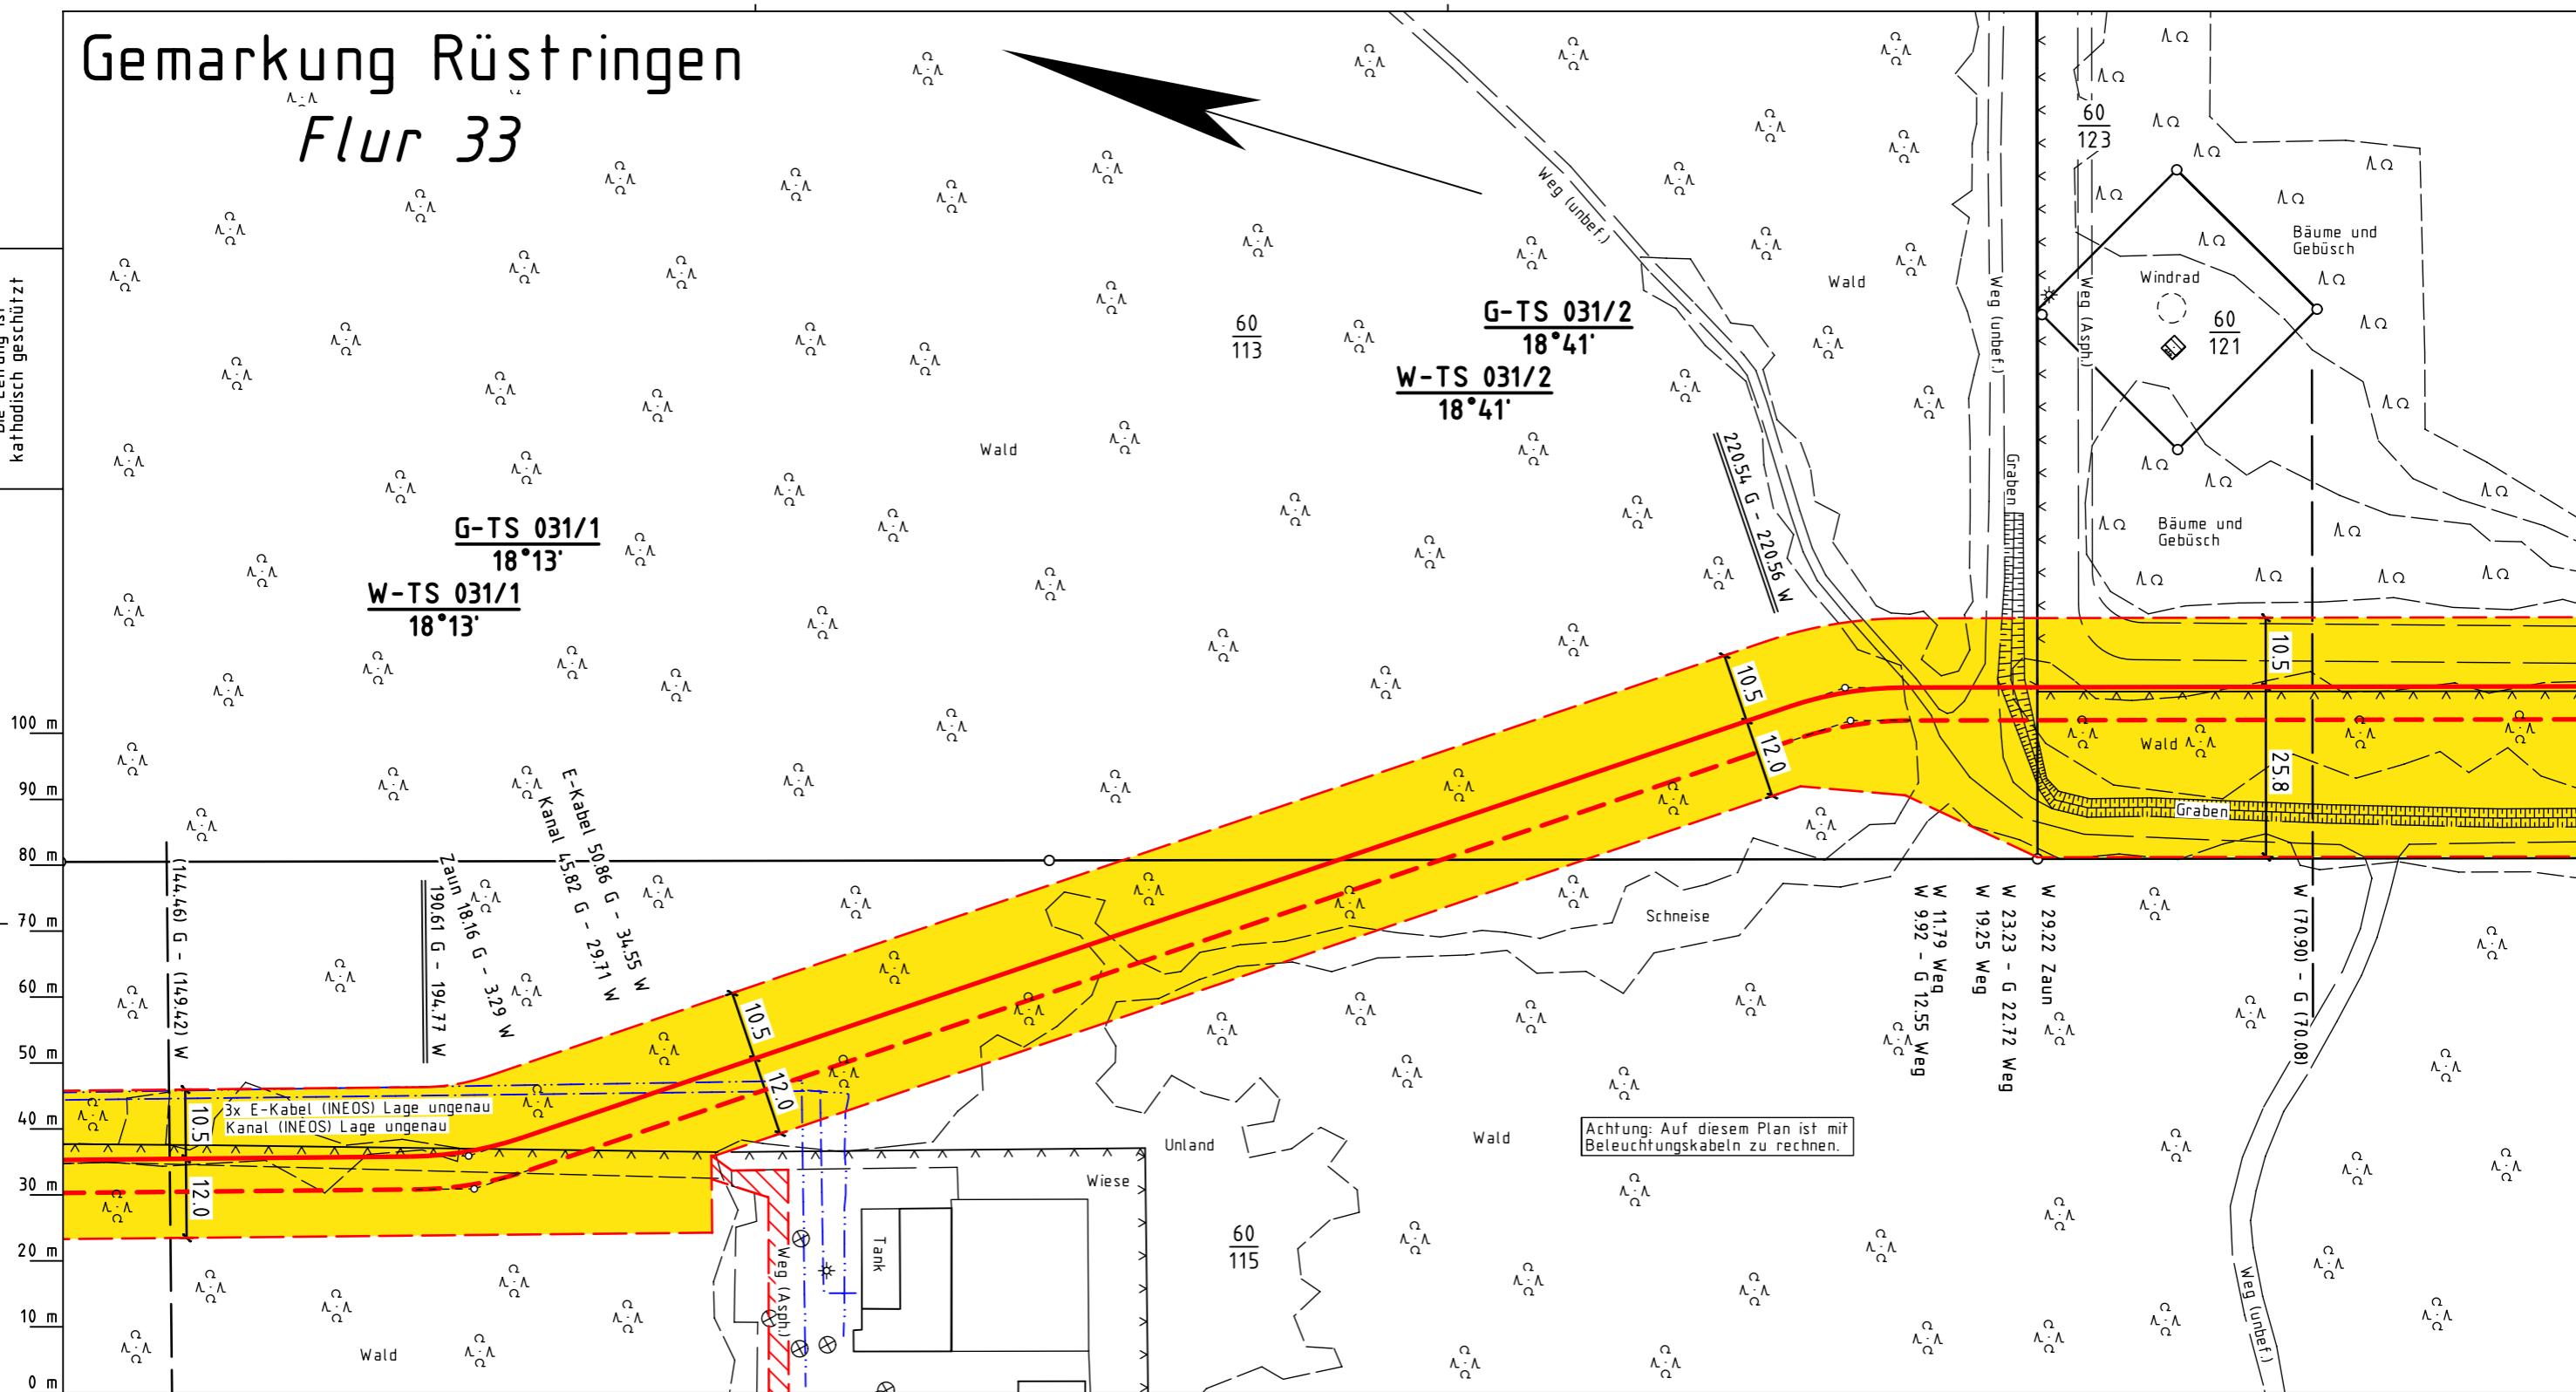 Gemarkung Rüstringen
Flur 33
kathodisch geschützt
60
123
Weg (unbef.)
Wald
Weg (unbef.)
Weg (Asph.)
Windrad
Bäume und
Gebüsch
60
121
60
113
G-TS 031/2
18°41'
W-TS 031/2
18°41'
Wald
220.54 G - 220.56 W
Graben
Bäume und
Gebüsch
G-TS 031/1
18°13'
W-TS 031/1
18°13'
10.5
10.5
12.0
Wald
25.8
Graben
100 m
90 m
80 m
70 m
60 m
50 m
40 m
30 m
20 m
10 m
0 m
(144.46) G - (149.42) W
190.61 G - 194.77 W
Zaun 18.16 G - 3.29 W
Kanal 45.82 G - 29.71 W
E-Kabel 50.86 G - 34.55 W
Schneise
W 9.92 - G 12.55 Weg
W 11.79 Weg
W 19.25 Weg
W 23.23 - G 22.72 Weg
W 29.22 Zaun
W (70.90) - G (70.08)
10.5
12.0
10.5
12.0
3x E-Kabel (INEOS) Lage ungenau
Kanal (INEOS) Lage ungenau
Unland
Wald
Achtung: Auf diesem Plan ist mit
Beleuchtungskabeln zu rechnen.
Wiese
60
115
Tank
Weg (Asph.)
Weg (unbef.)
Wald